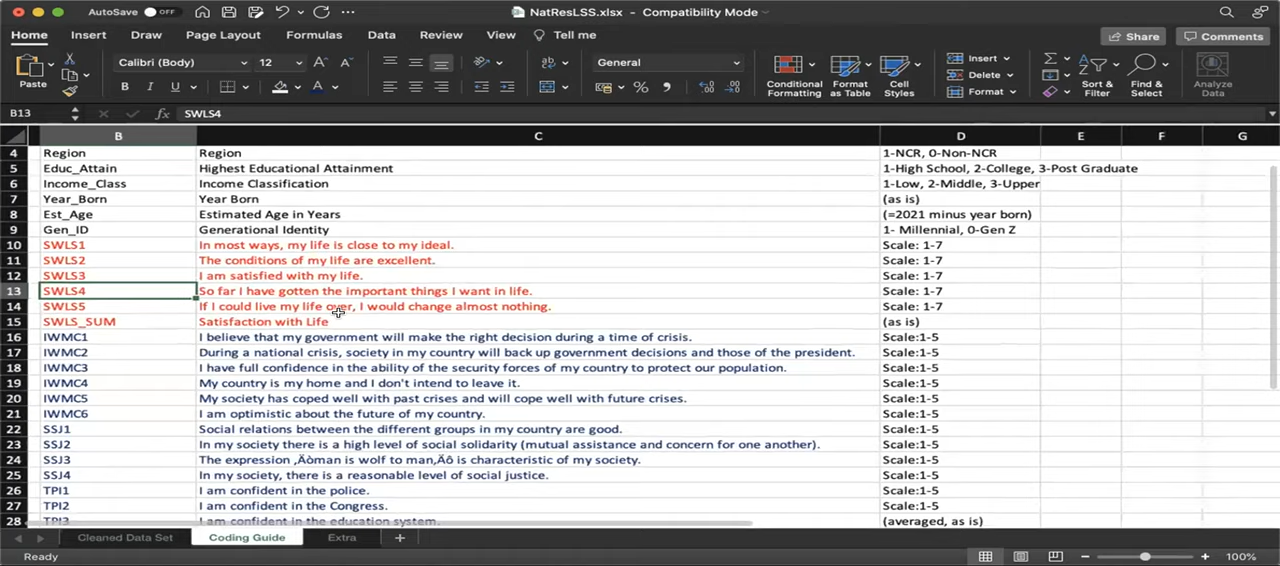 AutoSave OFF NatResLSS.xlsx - Compatibility Mode
Home Insert Draw Page Layout Formulas Data Review View Tell me Share Comments
Paste Calibri (Body) 12 A A General Conditional Formatting Format as Table Cell Styles Insert Delete Format Sort & Filter Find & Select Analyze Data
B I U A
B13 fx SWLS4
B C D E F G
4 Region Region 1-NCR, 0-Non-NCR
5 Educ_Attain Highest Educational Attainment 1-High School, 2-College, 3-Post Graduate
6 Income_Class Income Classification 1-Low, 2-Middle, 3-Upper
7 Year_Born Year Born (as is)
8 Est_Age Estimated Age in Years (=2021 minus year born)
9 Gen_ID Generational Identity 1- Millennial, 0-Gen Z
10 SWLS1 In most ways, my life is close to my ideal. Scale: 1-7
11 SWLS2 The conditions of my life are excellent. Scale: 1-7
12 SWLS3 I am satisfied with my life. Scale: 1-7
13 SWLS4 So far I have gotten the important things I want in life. Scale: 1-7
14 SWLS5 If I could live my life over, I would change almost nothing. Scale: 1-7
15 SWLS_SUM Satisfaction with Life (as is)
16 IWMC1 I believe that my government will make the right decision during a time of crisis. Scale:1-5
17 IWMC2 During a national crisis, society in my country will back up government decisions and those of the president. Scale:1-5
18 IWMC3 I have full confidence in the ability of the security forces of my country to protect our population. Scale:1-5
19 IWMC4 My country is my home and I don't intend to leave it. Scale:1-5
20 IWMC5 My society has coped well with past crises and will cope well with future crises. Scale:1-5
21 IWMC6 I am optimistic about the future of my country. Scale:1-5
22 SSJ1 Social relations between the different groups in my country are good. Scale:1-5
23 SSJ2 In my society there is a high level of social solidarity (mutual assistance and concern for one another). Scale:1-5
24 SSJ3 The expression ‚Äòman is wolf to man‚Äô is characteristic of my society. Scale:1-5
25 SSJ4 In my society, there is a reasonable level of social justice. Scale:1-5
26 TPI1 I am confident in the police. Scale:1-5
27 TPI2 I am confident in the Congress. Scale:1-5
28 TPI3 I am confident in the education system. (averaged, as is)
Cleaned Data Set Coding Guide Extra +
Ready 100%